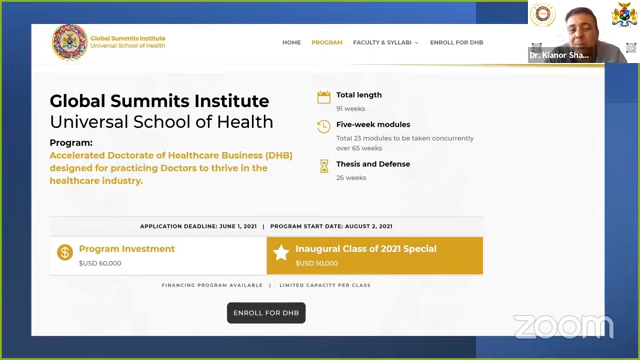 Global Summits Institute
Universal School of Health
HOME PROGRAM FACULTY & SYLLABI ENROLL FOR DHB
Dr. Kianor Sha...
Global Summits Institute
Universal School of Health
Program:
Accelerated Doctorate of Healthcare Business (DHB)
designed for practicing Doctors to thrive in the
healthcare industry.
Total length
91 weeks
Five-week modules
Total 23 modules to be taken concurrently
over 65 weeks
Thesis and Defense
26 weeks
APPLICATION DEADLINE: JUNE 1, 2021 | PROGRAM START DATE: AUGUST 2, 2021
Program Investment
$USD 60,000
Inaugural Class of 2021 Special
$USD 50,000
FINANCING PROGRAM AVAILABLE | LIMITED CAPACITY PER CLASS
ENROLL FOR DHB
zoom